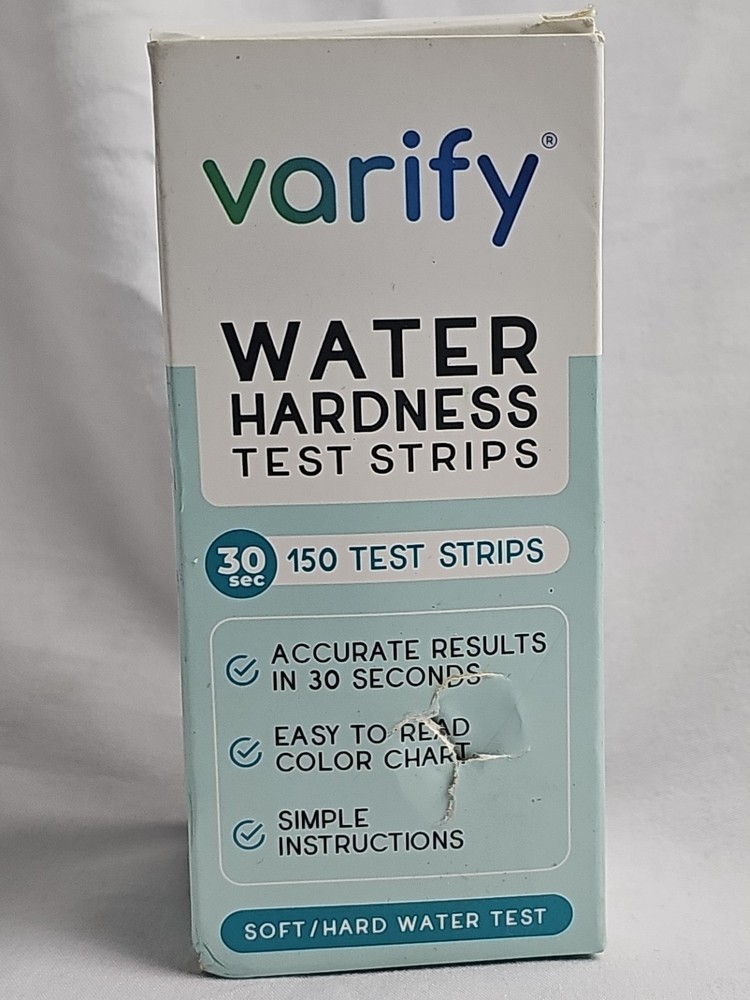 varify®
WATER
HARDNESS
TEST STRIPS
30
sec
150 TEST STRIPS
ACCURATE RESULTS
IN 30 SECONDS
EASY TO READ
COLOR CHART
SIMPLE
INSTRUCTIONS
SOFT/HARD WATER TEST